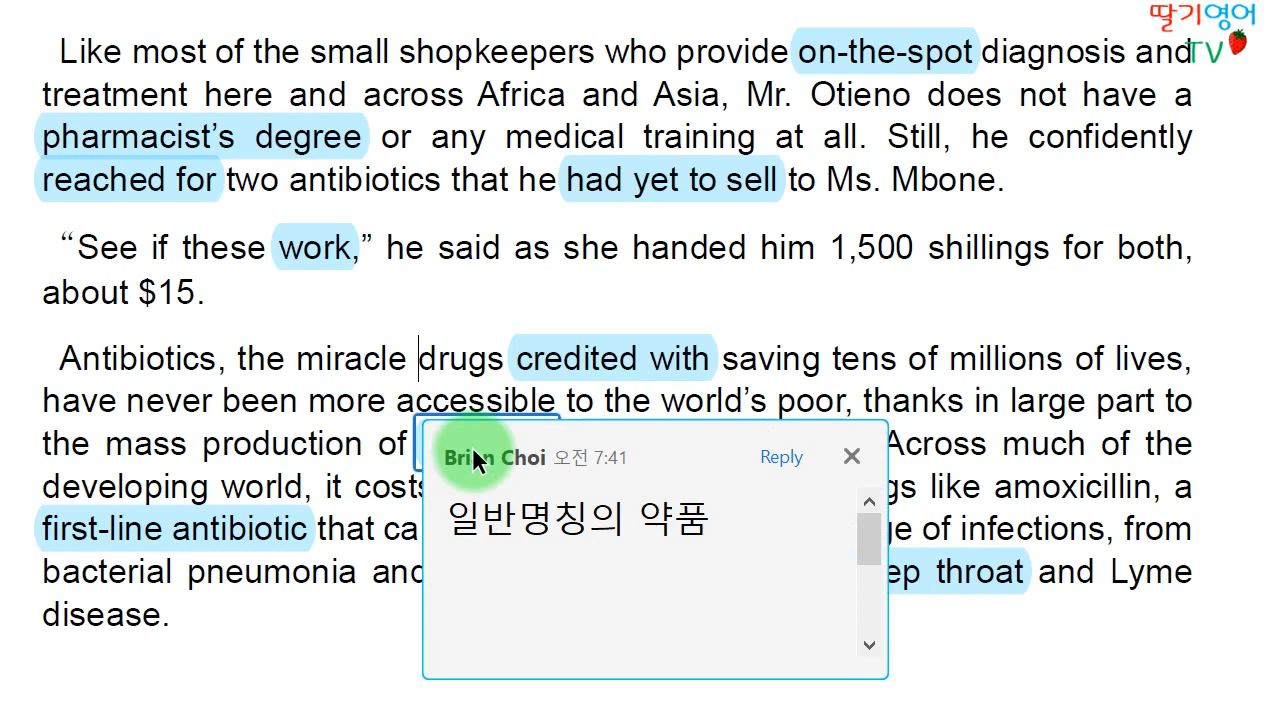 딸기영어
TV
Like most of the small shopkeepers who provide on-the-spot diagnosis and
treatment here and across Africa and Asia, Mr. Otieno does not have a
pharmacist’s degree or any medical training at all. Still, he confidently
reached for two antibiotics that he had yet to sell to Ms. Mbone.
“See if these work,” he said as she handed him 1,500 shillings for both,
about $15.
Antibiotics, the miracle drugs credited with saving tens of millions of lives,
have never been more accessible to the world’s poor, thanks in large part to
the mass production of Across much of the
developing world, it costs like amoxicillin, a
first-line antibiotic that of infections, from
bacterial pneumonia throat and Lyme
disease.
Brian Choi 오전 7:41 Reply
일반명칭의 약품